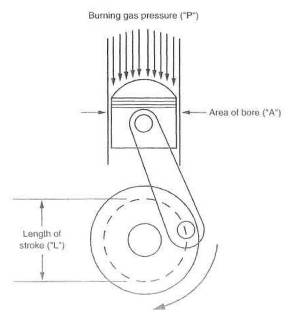 Burning gas pressure ("P")
Area of bore ("A")
Length of
stroke ("L")